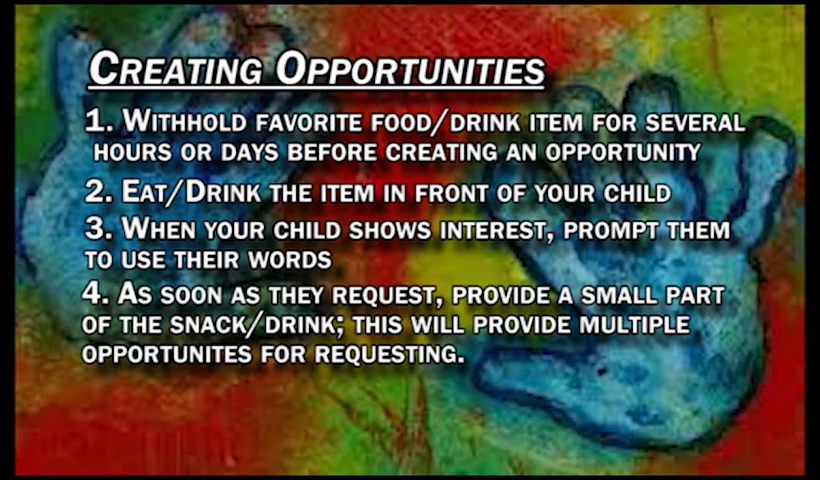 Creating Opportunities
1. Withhold favorite food/drink item for several
hours or days before creating an opportunity
2. Eat/Drink the item in front of your child
3. When your child shows interest, prompt them
to use their words
4. As soon as they request, provide a small part
of the snack/drink; this will provide multiple
opportunites for requesting.